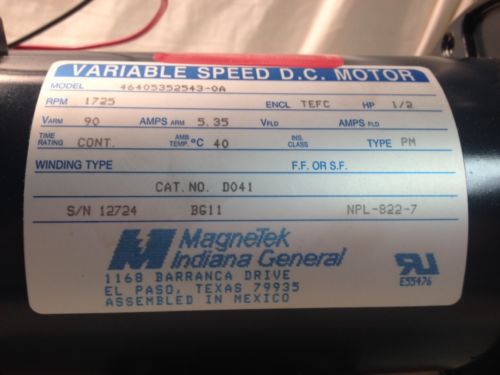 VARIABLE SPEED D.C. MOTOR
MODEL 46405352543-0A
RPM 1725 ENCL TEFC HP 1/2
VARM 90 AMPS ARM 5.35 VFLD AMPS FLD
TIME RATING CONT. AMB TEMP. °C 40 INS. CLASS TYPE PM
WINDING TYPE F.F. OR S.F.
CAT.NO. D041
S/N 12724 BG11 NPL-822-7
MagneTek
Indiana General
1168 BARRANCA DRIVE
EL PASO, TEXAS 79935
ASSEMBLED IN MEXICO
E55476